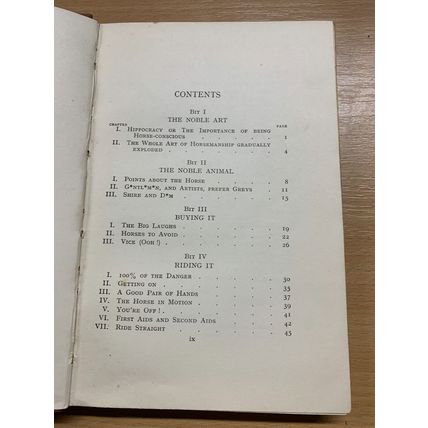 CONTENTS
Bit I
THE NOBLE ART
CHAPTER PAGE
I. Hippocracy or The Importance of being
Horse-conscious . . . . . 1
II. The Whole Art of Horsemanship gradually
exploded . . . . . 4
Bit II
THE NOBLE ANIMAL
I. Points about the Horse . . . . 8
II. G*ntl*m*n, and Artists, prefer Greys . 11
III. Shire and D*m . . . . . 15
Bit III
BUYING IT
I. The Big Laughs . . . . . 19
II. Horses to Avoid . . . . . 22
III. Vice (Ooh!) . . . . . 26
Bit IV
RIDING IT
I. 100% of the Danger . . . . . 30
II. Getting on . . . . . 35
III. A Good Pair of Hands . . . . 37
IV. The Horse in Motion . . . . 39
V. You're Off! . . . . . 41
VI. First Aids and Second Aids . . . 42
VII. Ride Straight . . . . . 45
ix